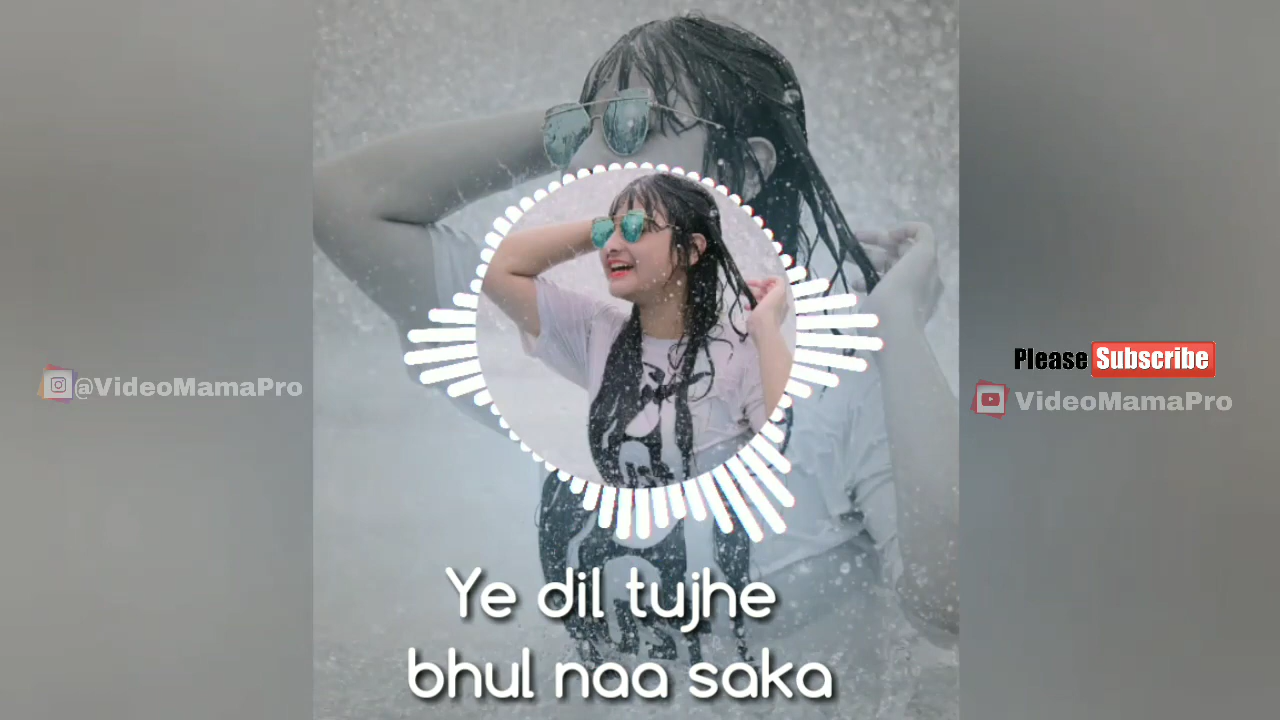 @VideoMamaPro
Please Subscribe
VideoMamaPro
Ye dil tujhe
bhul naa saka